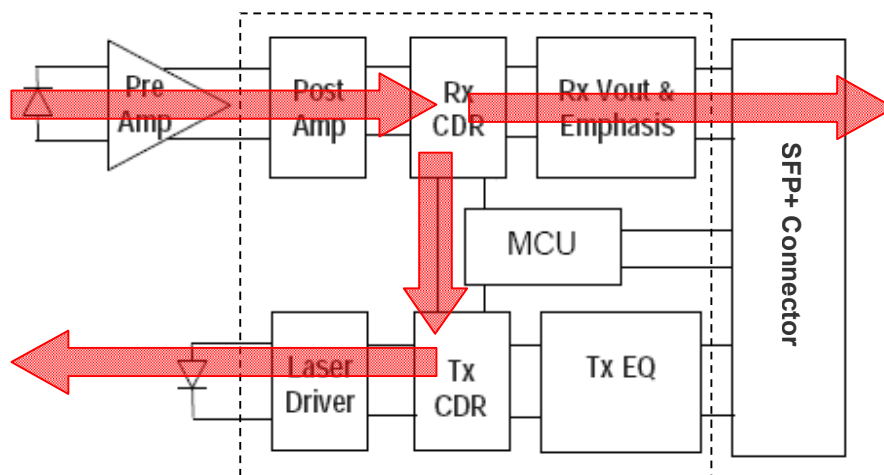 Pre
Amp
Post
Amp
Rx
CDR
Rx Vout &
Emphasis
SFP+ Connector
MCU
Laser
Driver
Tx
CDR
Tx EQ